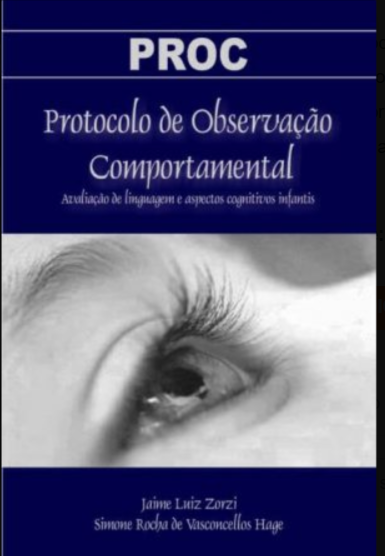 PROC
Protocolo de Observação
Comportamental
Avaliação de linguagem e aspectos cognitivos infantis
Jaime Luiz Zorzi
Simone Rocha de Vasconcellos Hage